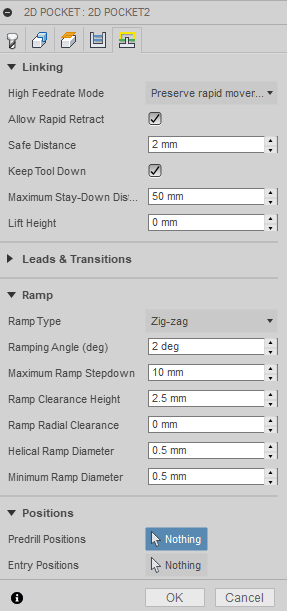 2D POCKET : 2D POCKET2
Linking
High Feedrate Mode Preserve rapid mover...
Allow Rapid Retract
Safe Distance 2 mm
Keep Tool Down
Maximum Stay-Down Dis... 50 mm
Lift Height 0 mm
Leads & Transitions
Ramp
Ramp Type Zig-zag
Ramping Angle (deg) 2 deg
Maximum Ramp Stepdown 10 mm
Ramp Clearance Height 2.5 mm
Ramp Radial Clearance 0 mm
Helical Ramp Diameter 0.5 mm
Minimum Ramp Diameter 0.5 mm
Positions
Predrill Positions Nothing
Entry Positions Nothing
OK Cancel